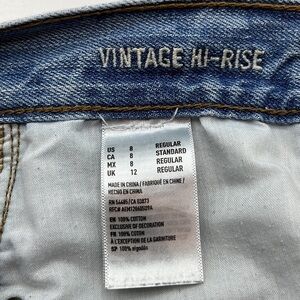 VINTAGE HI-RISE
US 8 REGULAR
CA 8 STANDARD
MX 8 REGULAR
UK 12 REGULAR
MADE IN CHINA / FABRIQUÉ EN CHINE /
HECHO EN CHINA
RN 54485/CA 03073
RFC# AEM120605D9A
EN 100% COTTON
EXCLUSIVE OF DECORATION
FR 100% COTON
À L'EXCEPTION DE LA GARNITURE
SP 100% algodón